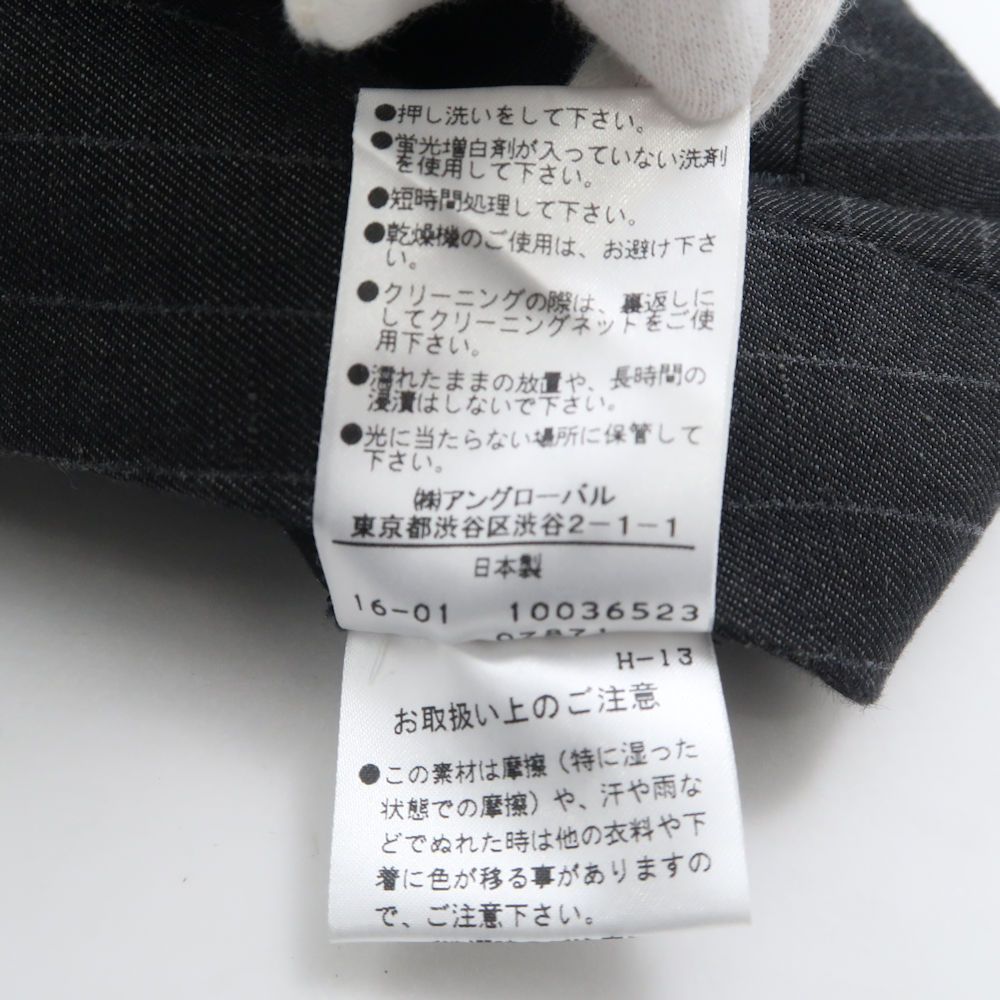 ●押し洗いをして下さい。
●蛍光増白剤が入っていない洗剤
を使用して下さい。
●短時間処理して下さい。
●乾燥機のご使用は、お避け下さ
い。
●クリーニングの際は、裏返しに
してクリーニングネットをご使
用下さい。
●濡れたままの放置や、長時間の
浸漬はしないで下さい。
●光に当たらない場所に保管して
下さい。
㈱アングローバル
東京都渋谷区渋谷2-1-1
日本製
16-01 10036523
H-13
お取扱い上のご注意
●この素材は摩擦(特に湿った
状態での摩擦)や、汗や雨な
どでぬれた時は他の衣料や下
着に色が移る事がありますの
で、ご注意下さい。